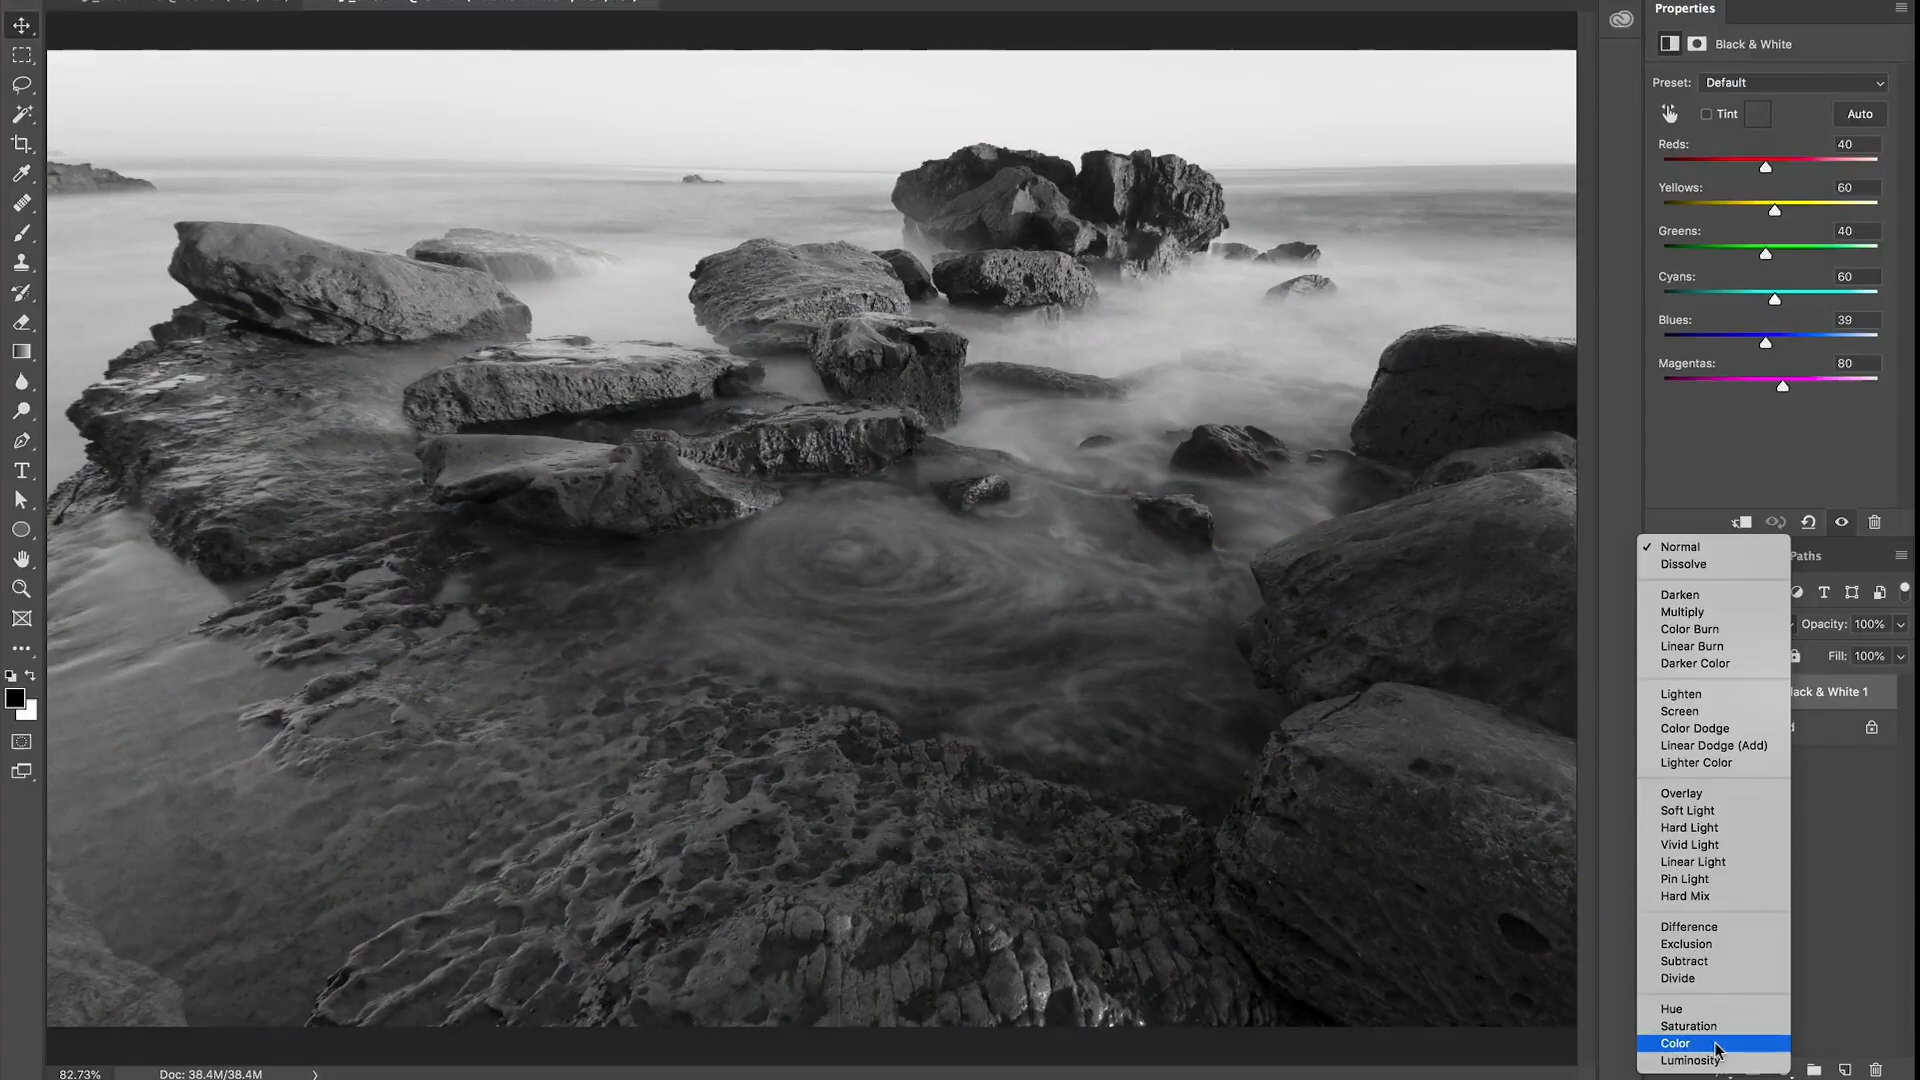 Properties
Black & White
Preset: Default
Tint
Auto
Reds: 40
Yellows: 60
Greens: 40
Cyans: 60
Blues: 39
Magentas: 80
Normal
Dissolve
Darken
Multiply
Color Burn
Linear Burn
Darker Color
Lighten
Screen
Color Dodge
Linear Dodge (Add)
Lighter Color
Overlay
Soft Light
Hard Light
Vivid Light
Linear Light
Pin Light
Hard Mix
Difference
Exclusion
Subtract
Divide
Hue
Saturation
Color
Luminosity
Paths
Opacity: 100%
Fill: 100%
lack & White 1
82.73%
Doc: 38.4M/38.4M